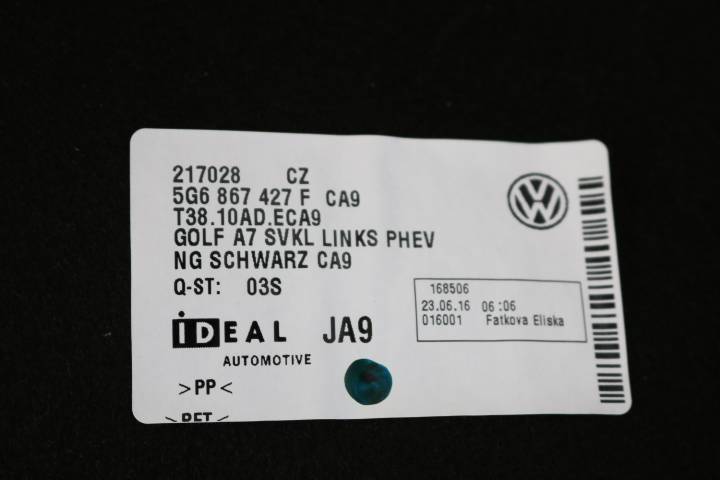 217028 CZ
5G6 867 427 F CA9
T38.10AD.ECA9
GOLF A7 SVKL LINKS PHEV
NG SCHWARZ CA9
Q-ST: 03S
168506
23.06.16 06:06
016001 Fatkova Eliska
IDEAL JA9
AUTOMOTIVE
>PP<
>PET<